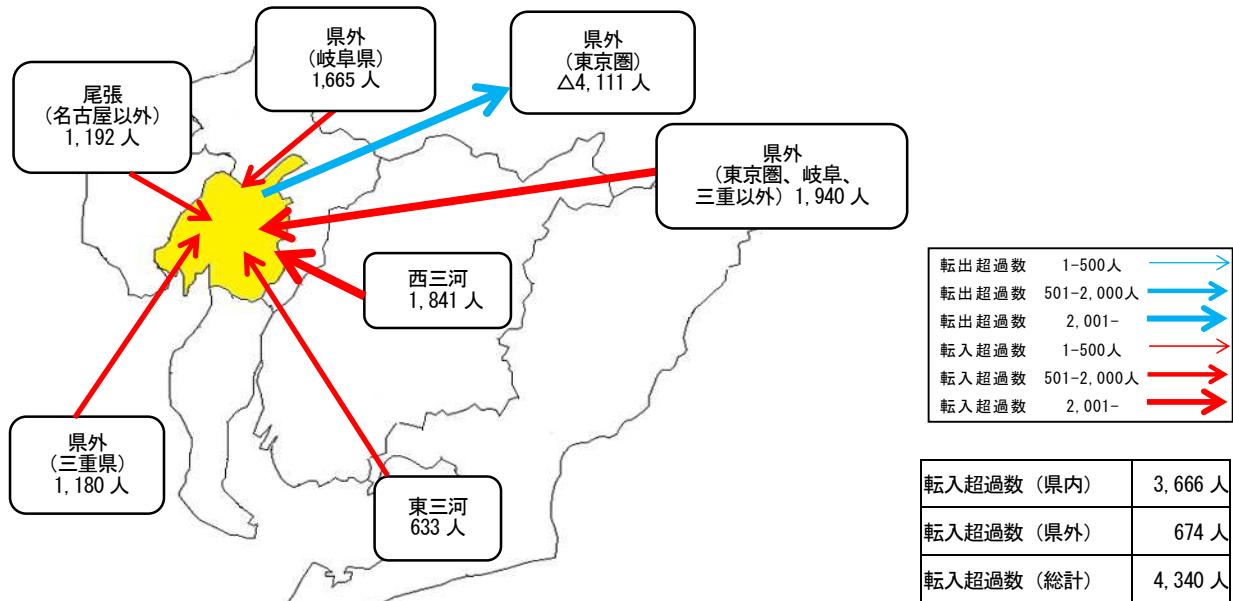 県外
(岐阜県)
1,665 人
県外
(東京圏)
△4,111 人
尾張
(名古屋以外)
1,192 人
県外
(東京圏、岐阜、
三重以外) 1,940 人
西三河
1,841 人
県外
(三重県)
1,180 人
東三河
633 人
転出超過数 1-500人
転出超過数 501-2,000人
転出超過数 2,001-
転入超過数 1-500人
転入超過数 501-2,000人
転入超過数 2,001-
転入超過数（県内） 3,666 人
転入超過数（県外） 674 人
転入超過数（総計） 4,340 人